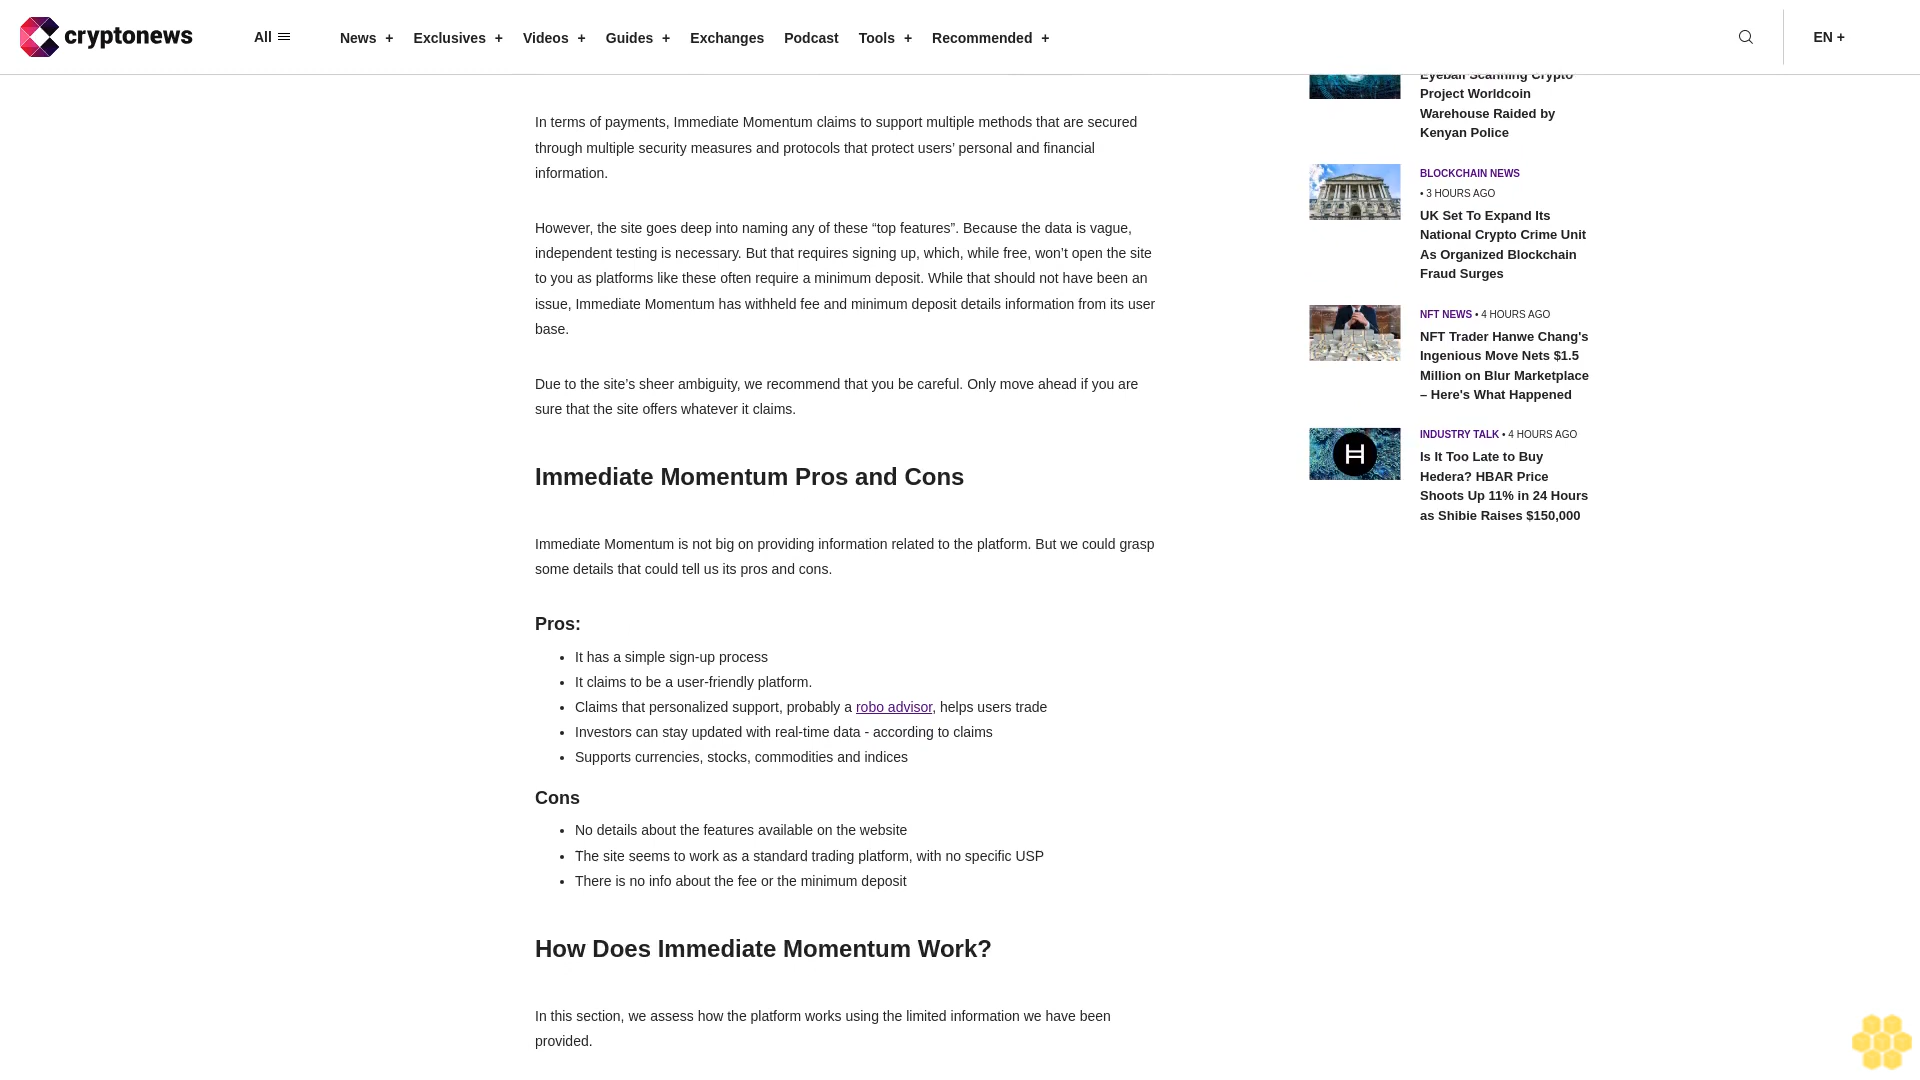 cryptonews
All
News + Exclusives + Videos + Guides + Exchanges Podcast Tools + Recommended +
EN +
In terms of payments, Immediate Momentum claims to support multiple methods that are secured
through multiple security measures and protocols that protect users’ personal and financial
information.
However, the site goes deep into naming any of these “top features”. Because the data is vague,
independent testing is necessary. But that requires signing up, which, while free, won’t open the site
to you as platforms like these often require a minimum deposit. While that should not have been an
issue, Immediate Momentum has withheld fee and minimum deposit details information from its user
base.
Due to the site’s sheer ambiguity, we recommend that you be careful. Only move ahead if you are
sure that the site offers whatever it claims.
Immediate Momentum Pros and Cons
Immediate Momentum is not big on providing information related to the platform. But we could grasp
some details that could tell us its pros and cons.
Pros:
• It has a simple sign-up process
• It claims to be a user-friendly platform.
• Claims that personalized support, probably a robo advisor, helps users trade
• Investors can stay updated with real-time data - according to claims
• Supports currencies, stocks, commodities and indices
Cons
• No details about the features available on the website
• The site seems to work as a standard trading platform, with no specific USP
• There is no info about the fee or the minimum deposit
How Does Immediate Momentum Work?
In this section, we assess how the platform works using the limited information we have been
provided.
Eyeball Scanning Crypto
Project Worldcoin
Warehouse Raided by
Kenyan Police
BLOCKCHAIN NEWS
• 3 HOURS AGO
UK Set To Expand Its
National Crypto Crime Unit
As Organized Blockchain
Fraud Surges
NFT NEWS • 4 HOURS AGO
NFT Trader Hanwe Chang's
Ingenious Move Nets $1.5
Million on Blur Marketplace
– Here's What Happened
INDUSTRY TALK • 4 HOURS AGO
Is It Too Late to Buy
Hedera? HBAR Price
Shoots Up 11% in 24 Hours
as Shibie Raises $150,000